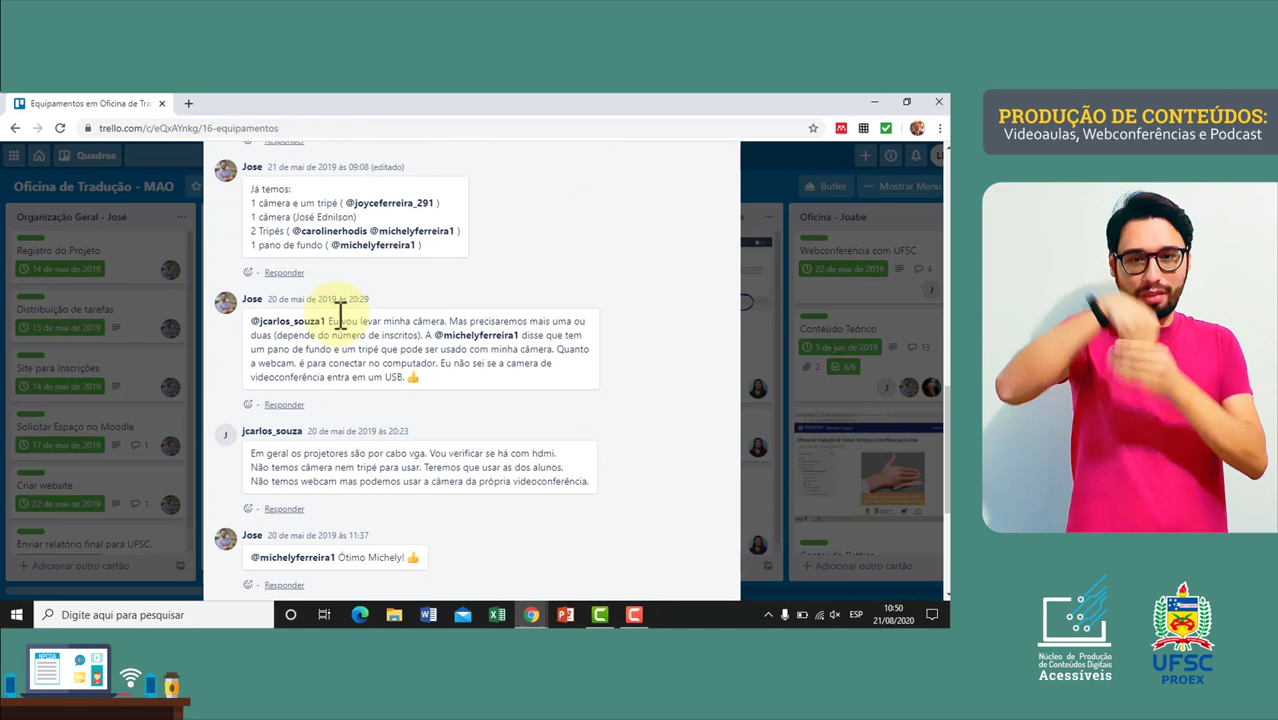 Equipamentos em Oficina de Tra
trello.com/c/eQxAYnkg/16-equipamentos
PRODUÇÃO DE CONTEÚDOS:
Videoaulas, Webconferências e Podcast
Quadros
Oficina de Tradução - MAO
Butler
Mostrar Menu
Organização Geral - José
Registro do Projeto
14 de mai de 2019
Distribuição de tarefas
15 de mai de 2019
Site para Inscrições
14 de mai de 2019
Solicitar Espaço no Moodle
17 de mai de 2019
1
Criar website
22 de mai de 2019
1
Enviar relatório final para UFSC.
Adicionar outro cartão
Responder
Jose 21 de mai de 2019 às 09:08 (editado)
Já temos:
1 câmera e um tripé ( @joyceferreira_291 )
1 câmera (José Ednilson)
2 Tripés ( @carolinerhodis @michelyferreira1 )
1 pano de fundo ( @michelyferreira1 )
- Responder
Jose 20 de mai de 2019 às 20:29
@jcarlos_souza1 Eu vou levar minha câmera. Mas precisaremos mais uma ou
duas (depende do número de inscritos). A @michelyferreira1 disse que tem
um pano de fundo e um tripé que pode ser usado com minha câmera. Quanto
a webcam, é para conectar no computador. Eu não sei se a camera de
videoconferência entra em um USB. 👍
- Responder
J
jcarlos_souza 20 de mai de 2019 às 20:23
Em geral os projetores são por cabo vga. Vou verificar se há com hdmi.
Não temos câmera nem tripé para usar. Teremos que usar as dos alunos.
Não temos webcam mas podemos usar a câmera da própria videoconferência.
- Responder
Jose 20 de mai de 2019 às 11:37
@michelyferreira1 Ótimo Michely! 👍
- Responder
Oficina - Joabe
Webconferência com UFSC
22 de mai de 2019
4
J
Conteúdo Teórico
5 de jun de 2019
13
2
6/6
J
Adicionar outro cartão
Digite aqui para pesquisar
ESP
10:50
21/08/2020
NPCDA
Núcleo de Produção
de Conteúdos Digitais
Acessíveis
UFSC
PROEX